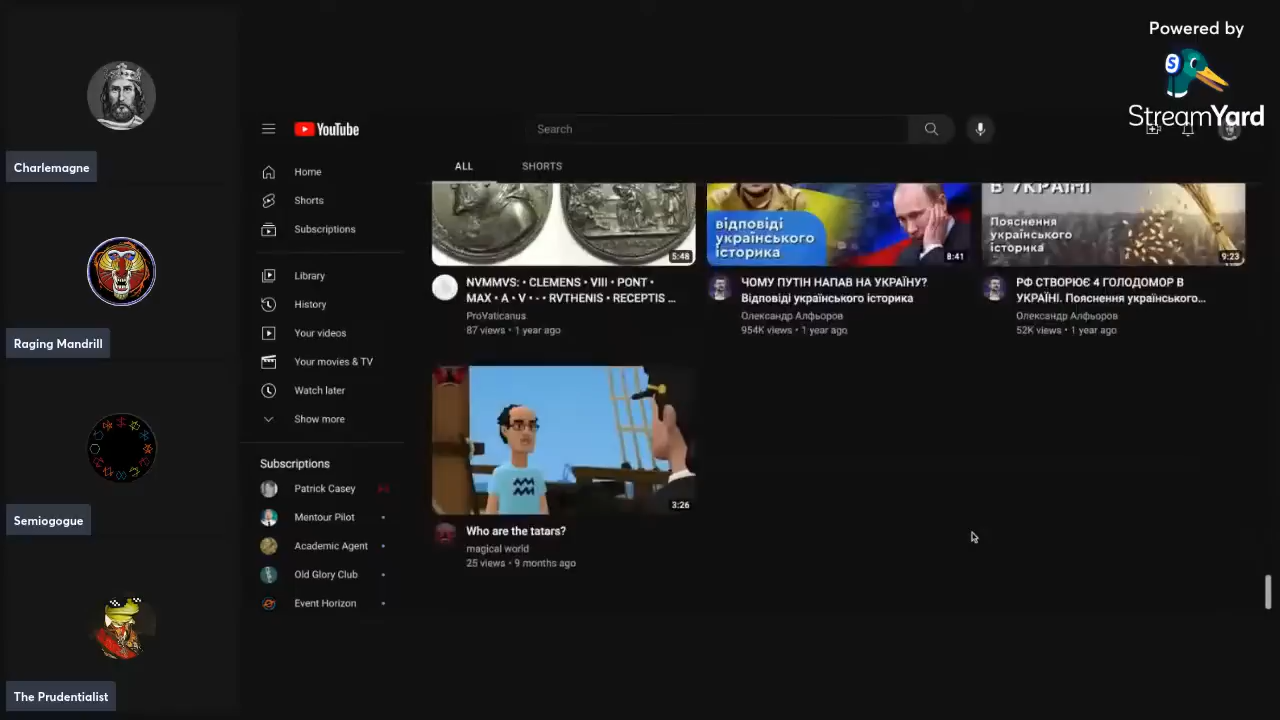 Powered by
StreamYard
Charlemagne
Raging Mandrill
Semiogogue
The Prudentialist
YouTube
Search
Home
Shorts
Subscriptions
Library
History
Your videos
Your movies & TV
Watch later
Show more
Subscriptions
Patrick Casey
Mentour Pilot
Academic Agent
Old Glory Club
Event Horizon
ALL
SHORTS
5:48
NVMMVS: • CLEMENS • VIII • PONT •
MAX • A • V • - • RVTHENIS • RECEPTIS ...
ProVaticanus
87 views • 1 year ago
відповіді
українського
історика
8:41
ЧОМУ ПУТІН НАПАВ НА УКРАЇНУ?
Відповіді українського історика
Олександр Алфьоров
954K views • 1 year ago
В УКРАЇНІ
Пояснення
українського
історика
9:23
РФ СТВОРЮЄ 4 ГОЛОДОМОР В
УКРАЇНІ. Пояснення українського...
Олександр Алфьоров
52K views • 1 year ago
3:26
Who are the tatars?
magical world
25 views • 9 months ago